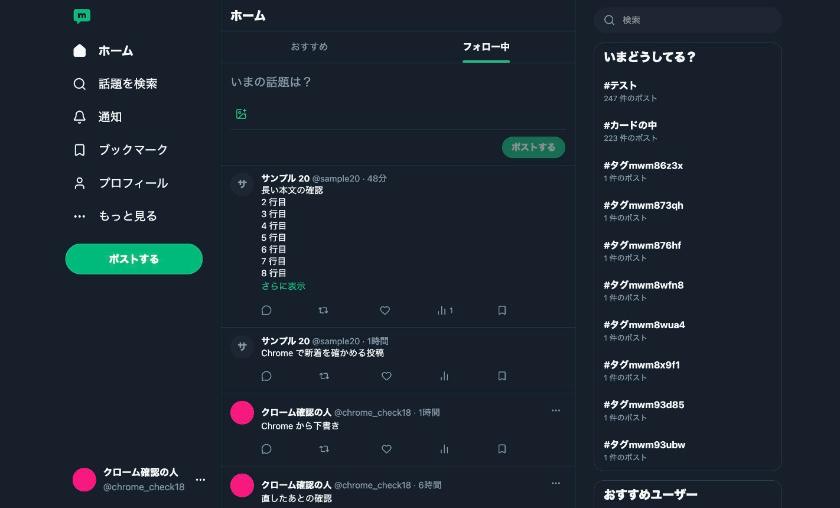 m
ホーム
話題を検索
通知
ブックマーク
プロフィール
もっと見る
ポストする
クローム確認の人
@chrome_check18
ホーム
おすすめ
フォロー中
いまの話題は？
ポストする
サ
サンプル 20 @sample20 · 48分
長い本文の確認
2 行目
3 行目
4 行目
5 行目
6 行目
7 行目
8 行目
さらに表示
1
サ
サンプル 20 @sample20 · 1時間
Chrome で新着を確かめる投稿
クローム確認の人 @chrome_check18 · 1時間
Chrome から下書き
クローム確認の人 @chrome_check18 · 6時間
直したあとの確認
検索
いまどうしてる？
#テスト
247 件のポスト
#カードの中
223 件のポスト
#タグmwm86z3x
1 件のポスト
#タグmwm873qh
1 件のポスト
#タグmwm876hf
1 件のポスト
#タグmwm8wfn8
1 件のポスト
#タグmwm8wua4
1 件のポスト
#タグmwm8x9f1
1 件のポスト
#タグmwm93d85
1 件のポスト
#タグmwm93ubw
1 件のポスト
おすすめユーザー